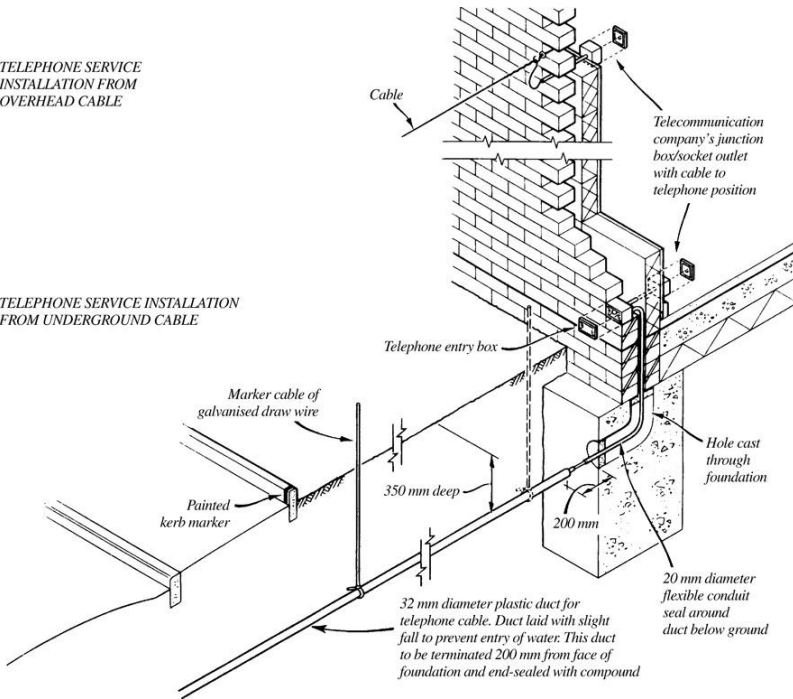 TELEPHONE SERVICE
INSTALLATION FROM
OVERHEAD CABLE
Cable
Telecommunication
company's junction
box/socket outlet
with cable to
telephone position
TELEPHONE SERVICE INSTALLATION
FROM UNDERGROUND CABLE
Telephone entry box
Marker cable of
galvanised draw wire
Painted
kerb marker
350 mm deep
200 mm
Hole cast
through
foundation
20 mm diameter
flexible conduit
seal around
duct below ground
32 mm diameter plastic duct for
telephone cable. Duct laid with slight
fall to prevent entry of water. This duct
to be terminated 200 mm from face of
foundation and end-sealed with compound